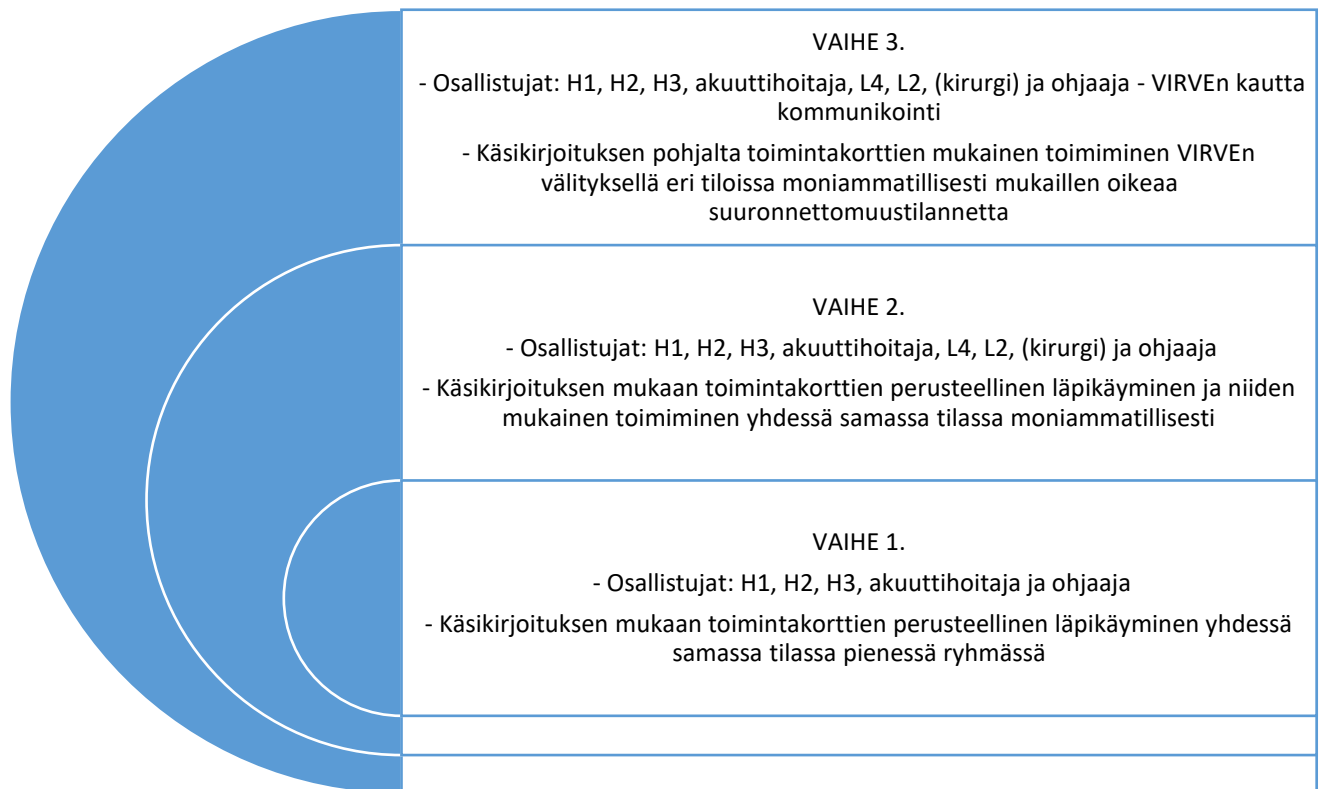 VAIHE 3.
- Osallistujat: H1, H2, H3, akuuttihoitaja, L4, L2, (kirurgi) ja ohjaaja - VIRVEn kautta
kommunikointi
- Käsikirjoituksen pohjalta toimintakorttien mukainen toimiminen VIRVEn
välityksellä eri tiloissa moniammatillisesti mukaillen oikeaa
suuronnettomuustilannetta
VAIHE 2.
- Osallistujat: H1, H2, H3, akuuttihoitaja, L4, L2, (kirurgi) ja ohjaaja
- Käsikirjoituksen mukaan toimintakorttien perusteellinen läpikäyminen ja niiden
mukainen toimiminen yhdessä samassa tilassa moniammatillisesti
VAIHE 1.
- Osallistujat: H1, H2, H3, akuuttihoitaja ja ohjaaja
- Käsikirjoituksen mukaan toimintakorttien perusteellinen läpikäyminen yhdessä
samassa tilassa pienessä ryhmässä